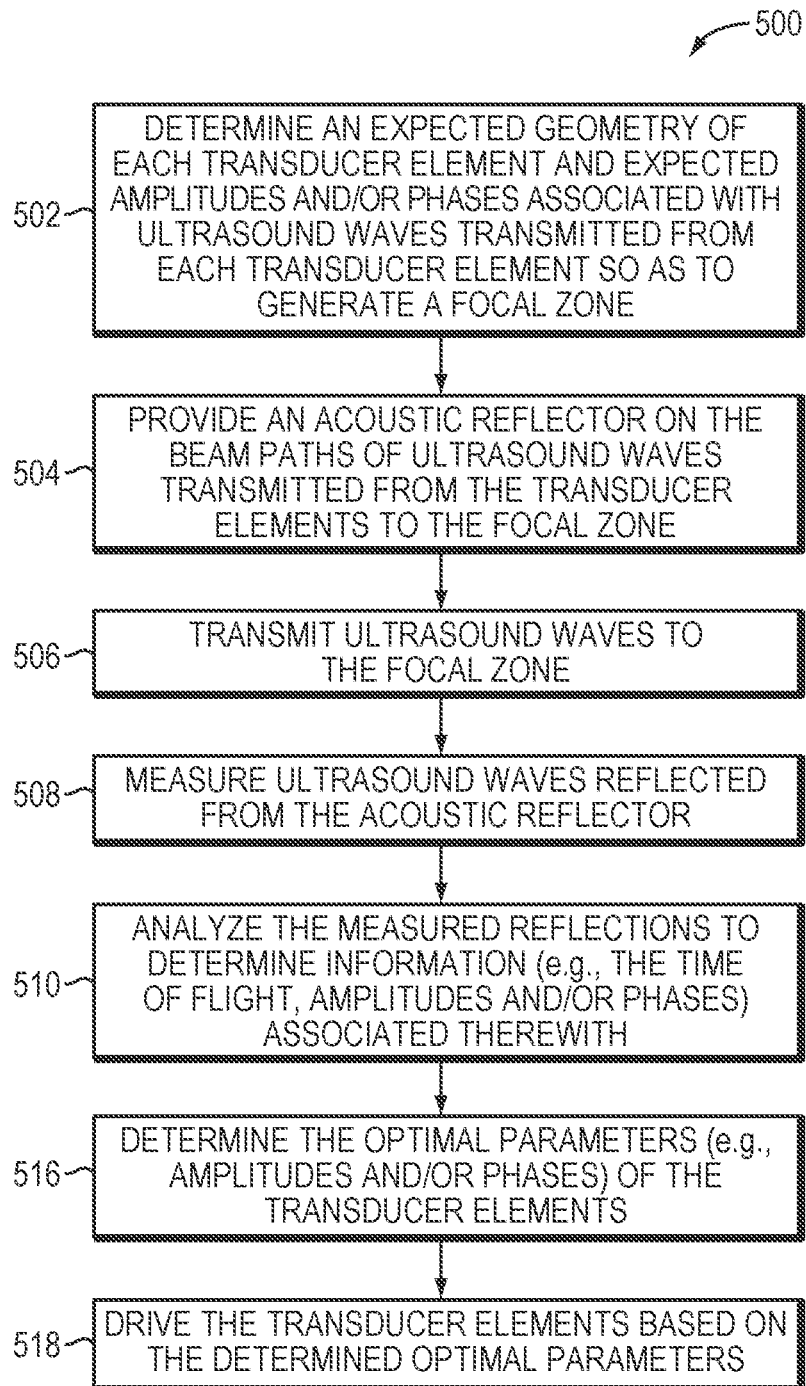 500
502
DETERMINE AN EXPECTED GEOMETRY OF
EACH TRANSDUCER ELEMENT AND EXPECTED
AMPLITUDES AND/OR PHASES ASSOCIATED WITH
ULTRASOUND WAVES TRANSMITTED FROM
EACH TRANSDUCER ELEMENT SO AS TO
GENERATE A FOCAL ZONE
504
PROVIDE AN ACOUSTIC REFLECTOR ON THE
BEAM PATHS OF ULTRASOUND WAVES
TRANSMITTED FROM THE TRANSDUCER
ELEMENTS TO THE FOCAL ZONE
506
TRANSMIT ULTRASOUND WAVES TO
THE FOCAL ZONE
508
MEASURE ULTRASOUND WAVES REFLECTED
FROM THE ACOUSTIC REFLECTOR
510
ANALYZE THE MEASURED REFLECTIONS TO
DETERMINE INFORMATION (e.g., THE TIME
OF FLIGHT, AMPLITUDES AND/OR PHASES)
ASSOCIATED THEREWITH
516
DETERMINE THE OPTIMAL PARAMETERS (e.g.,
AMPLITUDES AND/OR PHASES) OF THE
TRANSDUCER ELEMENTS
518
DRIVE THE TRANSDUCER ELEMENTS BASED ON
THE DETERMINED OPTIMAL PARAMETERS